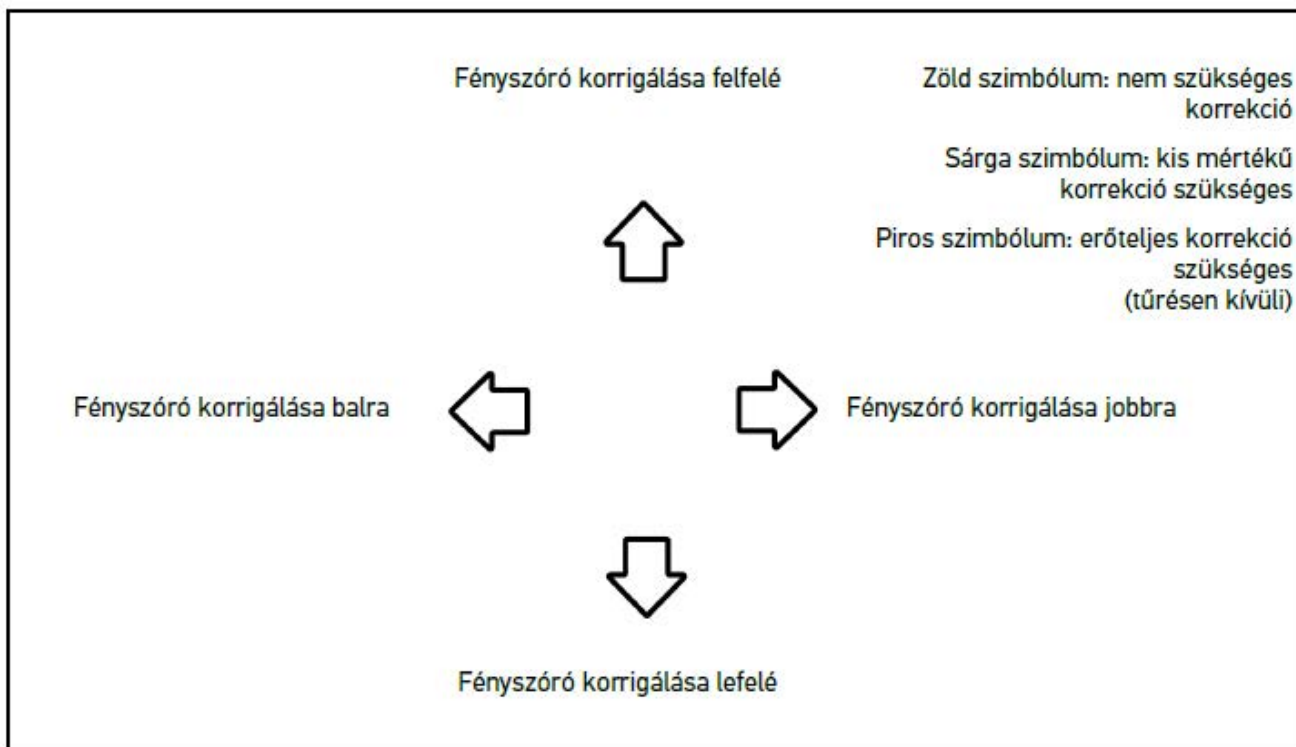 Fényszóró korrigálása felfelé
Zöld szimbólum: nem szükséges
korrekció
Sárga szimbólum: kis mértékű
korrekció szükséges
Piros szimbólum: erőteljes korrekció
szükséges
(tűrésen kívüli)
Fényszóró korrigálása balra
Fényszóró korrigálása jobbra
Fényszóró korrigálása lefelé